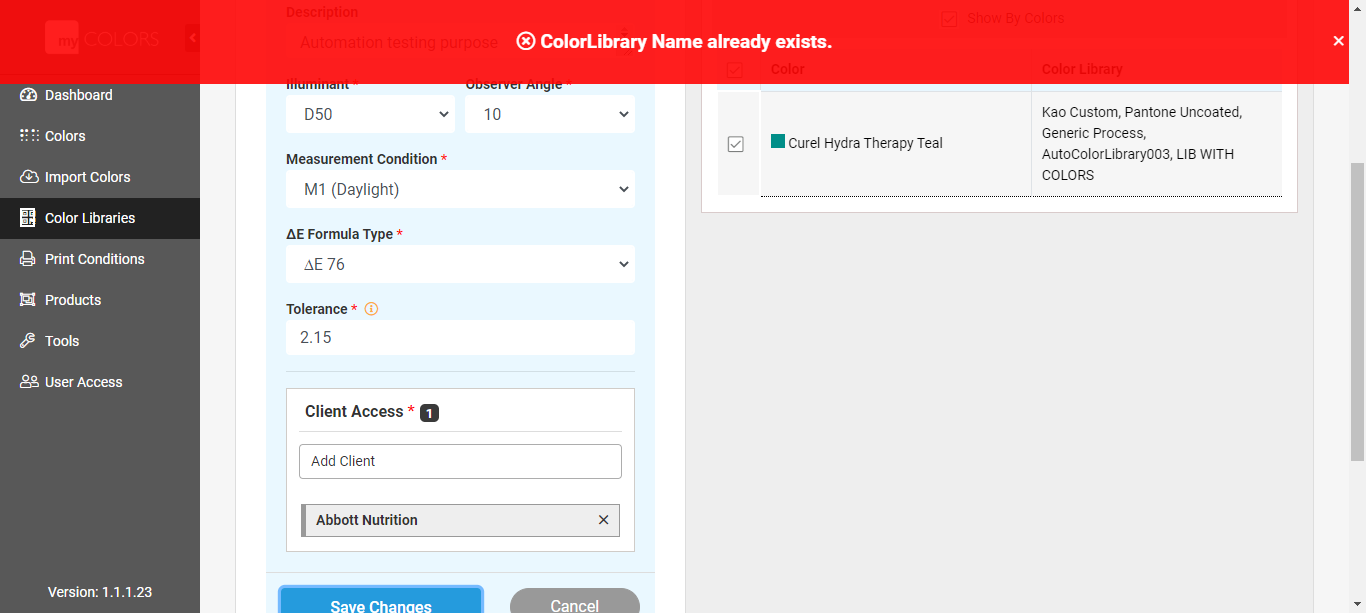 myCOLORS
Description
Automation testing purpose
Show By Colors
ColorLibrary Name already exists.
Color
Color Library
Dashboard
Colors
Import Colors
Color Libraries
Print Conditions
Products
Tools
User Access
Version: 1.1.1.23
Illuminant *
Observer Angle *
D50
10
Measurement Condition *
M1 (Daylight)
ΔE Formula Type *
ΔE 76
Tolerance *
2.15
Client Access * 1
Add Client
Abbott Nutrition
Save Changes
Cancel
Curel Hydra Therapy Teal
Kao Custom, Pantone Uncoated,
Generic Process,
AutoColorLibrary003, LIB WITH
COLORS